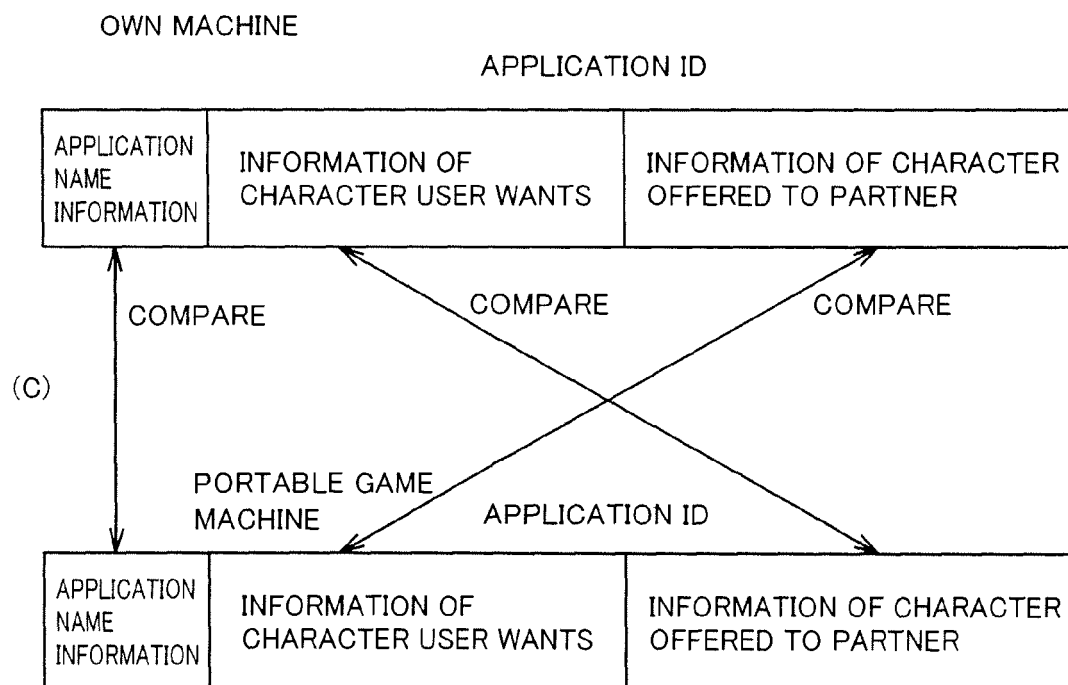 OWN MACHINE
APPLICATION ID
APPLICATION
NAME
INFORMATION
INFORMATION OF
CHARACTER USER WANTS
INFORMATION OF CHARACTER
OFFERED TO PARTNER
COMPARE
COMPARE
COMPARE
(C)
PORTABLE GAME
MACHINE
APPLICATION ID
APPLICATION
NAME
INFORMATION
INFORMATION OF
CHARACTER USER WANTS
INFORMATION OF CHARACTER
OFFERED TO PARTNER